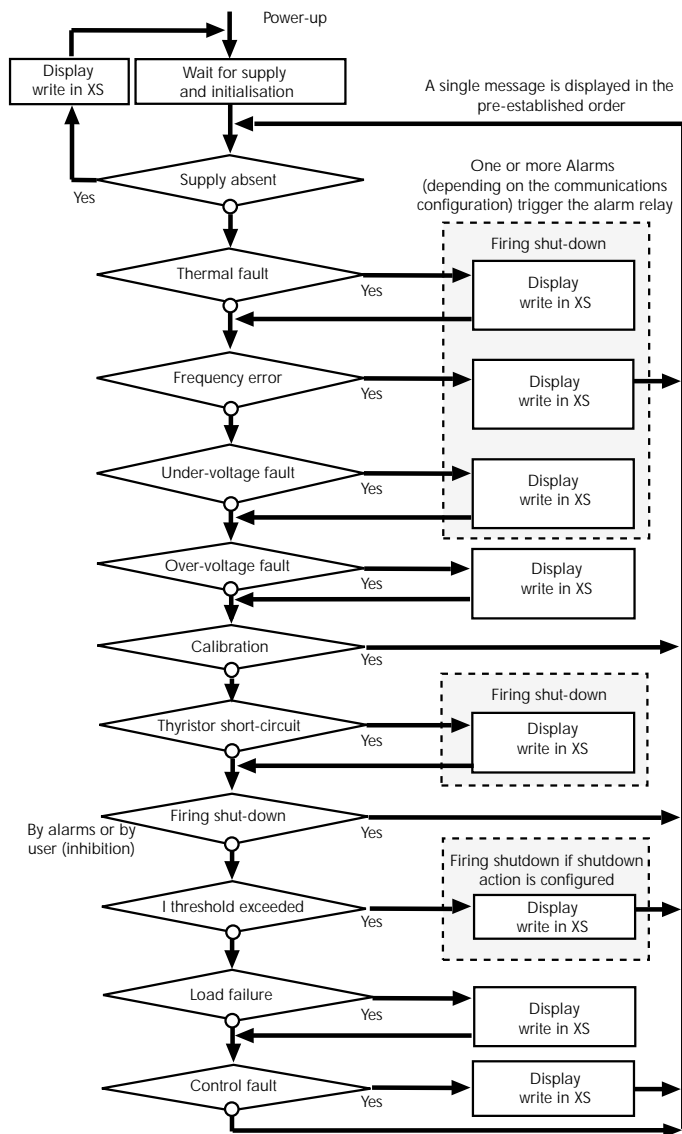 Power-up
Display
write in XS
Wait for supply
and initialisation
A single message is displayed in the
pre-established order
Supply absent
Yes
One or more Alarms
(depending on the communications
configuration) trigger the alarm relay
Firing shut-down
Thermal fault
Yes
Display
write in XS
Frequency error
Yes
Display
write in XS
Under-voltage fault
Yes
Display
write in XS
Over-voltage fault
Yes
Display
write in XS
Calibration
Yes
Firing shut-down
Thyristor short-circuit
Yes
Display
write in XS
Firing shut-down
Yes
By alarms or by
user (inhibition)
Firing shutdown if shutdown
action is configured
I threshold exceeded
Yes
Display
write in XS
Load failure
Yes
Display
write in XS
Control fault
Yes
Display
write in XS